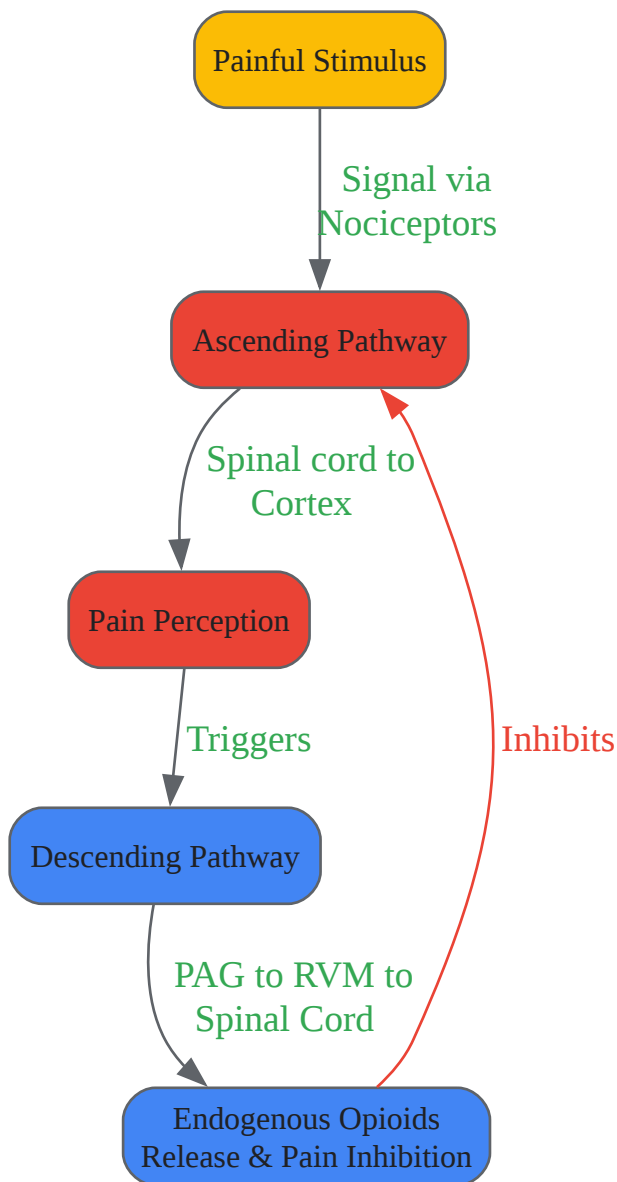 Painful Stimulus
Signal via
Nociceptors
Ascending Pathway
Spinal cord to
Cortex
Pain Perception
Triggers
Inhibits
Descending Pathway
PAG to RVM to
Spinal Cord
Endogenous Opioids
Release & Pain Inhibition